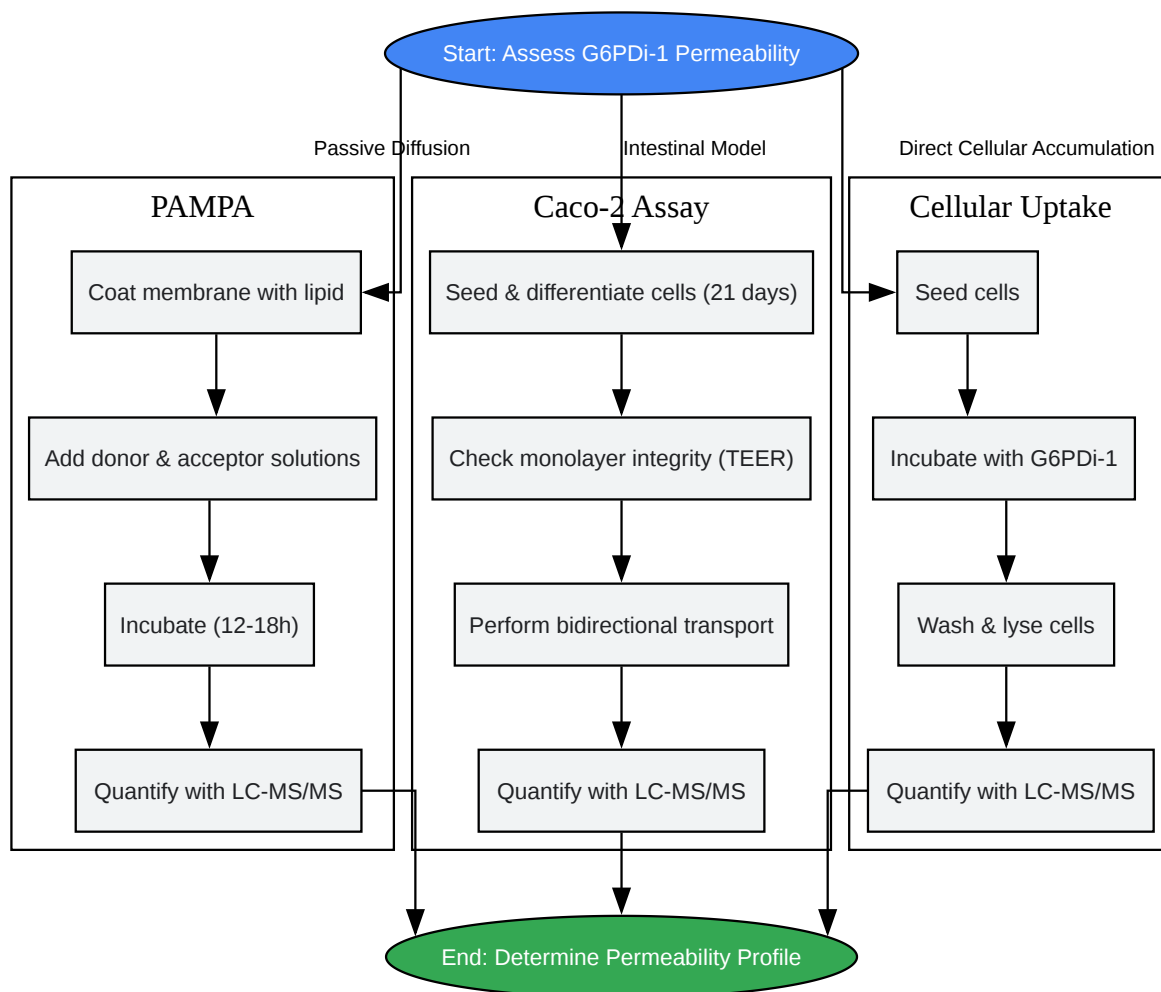 Start: Assess G6PDi-1 Permeability
Passive Diffusion
Intestinal Model
Direct Cellular Accumulation
PAMPA
Coat membrane with lipid
Add donor & acceptor solutions
Incubate (12-18h)
Quantify with LC-MS/MS
Caco-2 Assay
Seed & differentiate cells (21 days)
Check monolayer integrity (TEER)
Perform bidirectional transport
Quantify with LC-MS/MS
Cellular Uptake
Seed cells
Incubate with G6PDi-1
Wash & lyse cells
Quantify with LC-MS/MS
End: Determine Permeability Profile